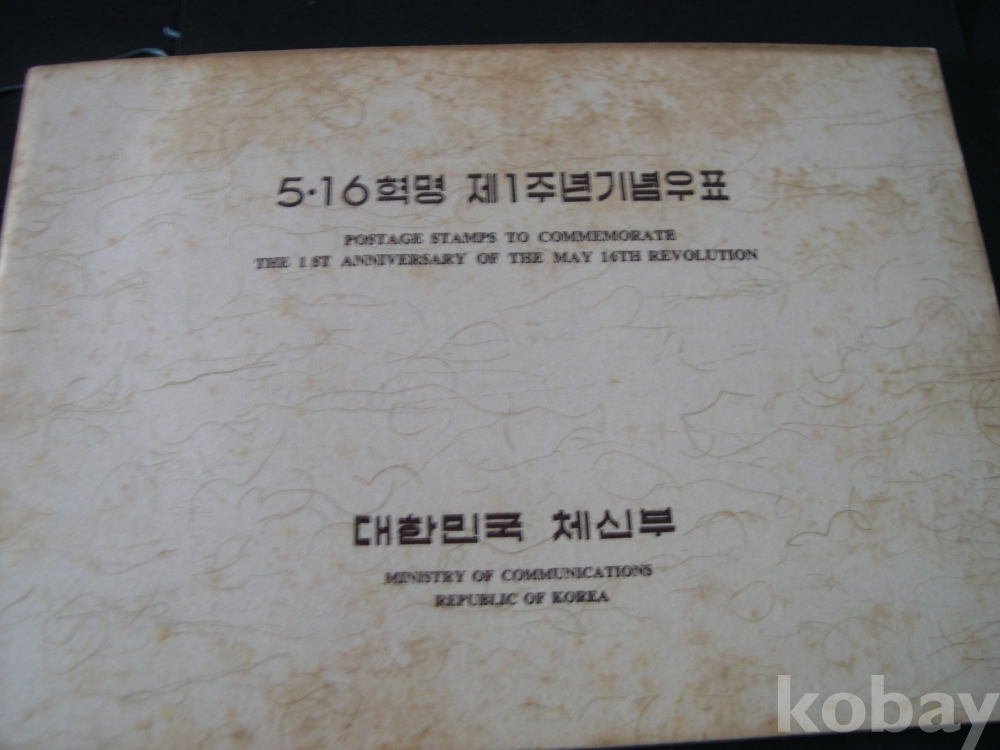 5·16혁명 제1주년기념우표
POSTAGE STAMPS TO COMMEMORATE
THE 1 ST ANNIVERSARY OF THE MAY 16TH REVOLUTION
대한민국 체신부
MINISTRY OF COMMUNICATIONS
REPUBLIC OF KOREA
kobay